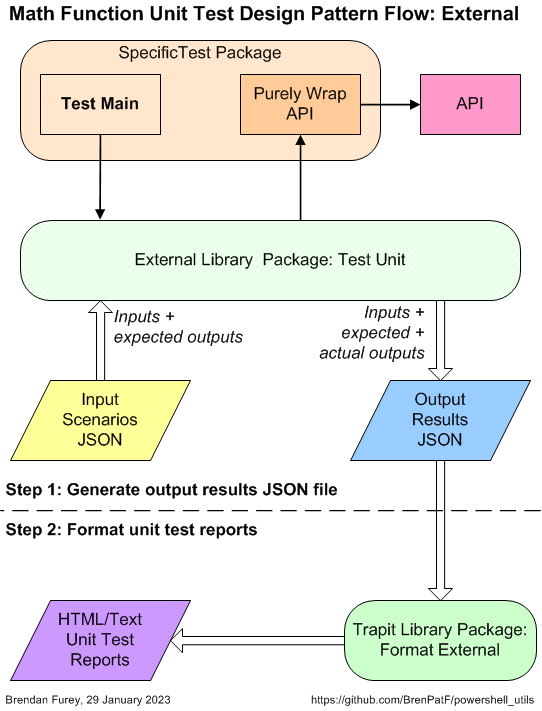 Math Function Unit Test Design Pattern Flow: External
SpecificTest Package
Test Main
Purely Wrap
API
API
External Library  Package: Test Unit
Inputs +
expected outputs
Inputs +
expected +
actual outputs
Input
Scenarios
JSON
Output
Results
JSON
Step 1: Generate output results JSON file
Step 2: Format unit test reports
HTML/Text
Unit Test
Reports
Trapit Library Package:
Format External
Brendan Furey, 29 January 2023
https://github.com/BrenPatF/powershell_utils